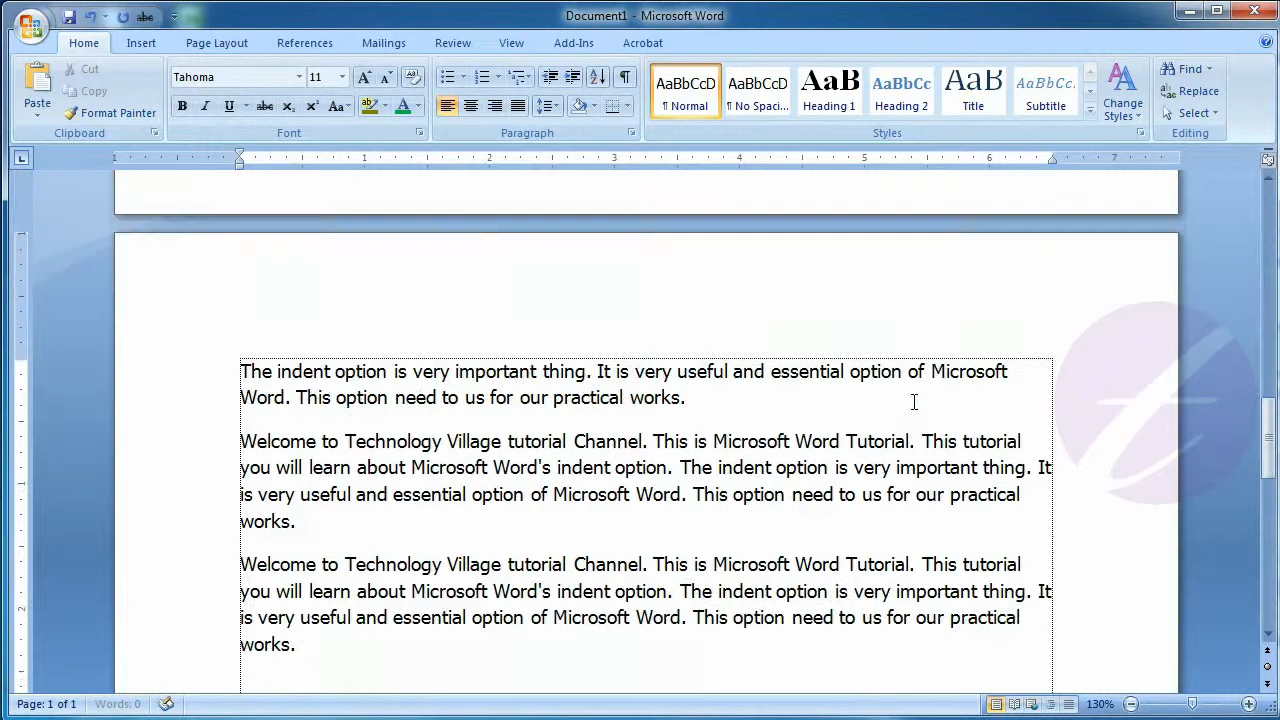 Document1 - Microsoft Word
Home Insert Page Layout References Mailings Review View Add-Ins Acrobat
Paste
Cut
Copy
Format Painter
Clipboard
Tahoma 11
Font
Paragraph
AaBbCcD AaBbCcD AaB AaBbCc AaB AaBbCc
¶ Normal ¶ No Spaci... Heading 1 Heading 2 Title Subtitle
Change
Styles
Styles
Find
Replace
Select
Editing
1 1 2 3 4 5 6 7
The indent option is very important thing. It is very useful and essential option of Microsoft
Word. This option need to us for our practical works.
Welcome to Technology Village tutorial Channel. This is Microsoft Word Tutorial. This tutorial
you will learn about Microsoft Word's indent option. The indent option is very important thing. It
is very useful and essential option of Microsoft Word. This option need to us for our practical
works.
Welcome to Technology Village tutorial Channel. This is Microsoft Word Tutorial. This tutorial
you will learn about Microsoft Word's indent option. The indent option is very important thing. It
is very useful and essential option of Microsoft Word. This option need to us for our practical
works.
t
Page: 1 of 1 Words: 0 130%